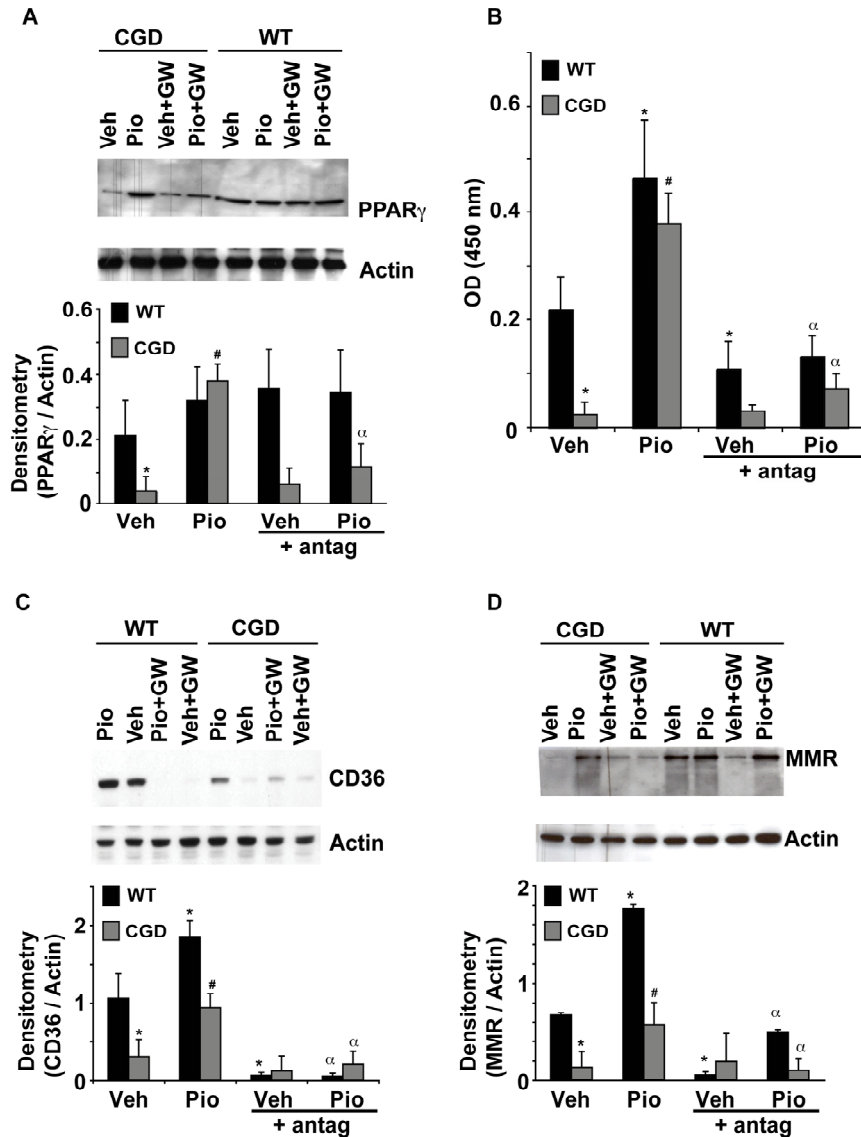 A
CGD WT
Veh Pio Veh+GW Pio+GW Veh Pio Veh+GW Pio+GW
PPARγ
Actin
0.6
0.4
0.2
0
Densitometry
(PPARγ / Actin)
WT
CGD
* # α
Veh Pio Veh Pio
+ antag
B
WT
CGD
0.6
0.4
0.2
0
OD (450 nm)
* * # * α α
Veh Pio Veh Pio
+ antag
C
WT CGD
Pio Veh Pio+GW Veh+GW Pio Veh Pio+GW Veh+GW
CD36
Actin
2
1
0
Densitometry
(CD36 / Actin)
WT
CGD
* * # * α α
Veh Pio Veh Pio
+ antag
D
CGD WT
Veh Pio Veh+GW Pio+GW Veh Pio Veh+GW Pio+GW
MMR
Actin
2
1
0
Densitometry
(MMR / Actin)
WT
CGD
* * # * α α
Veh Pio Veh Pio
+ antag